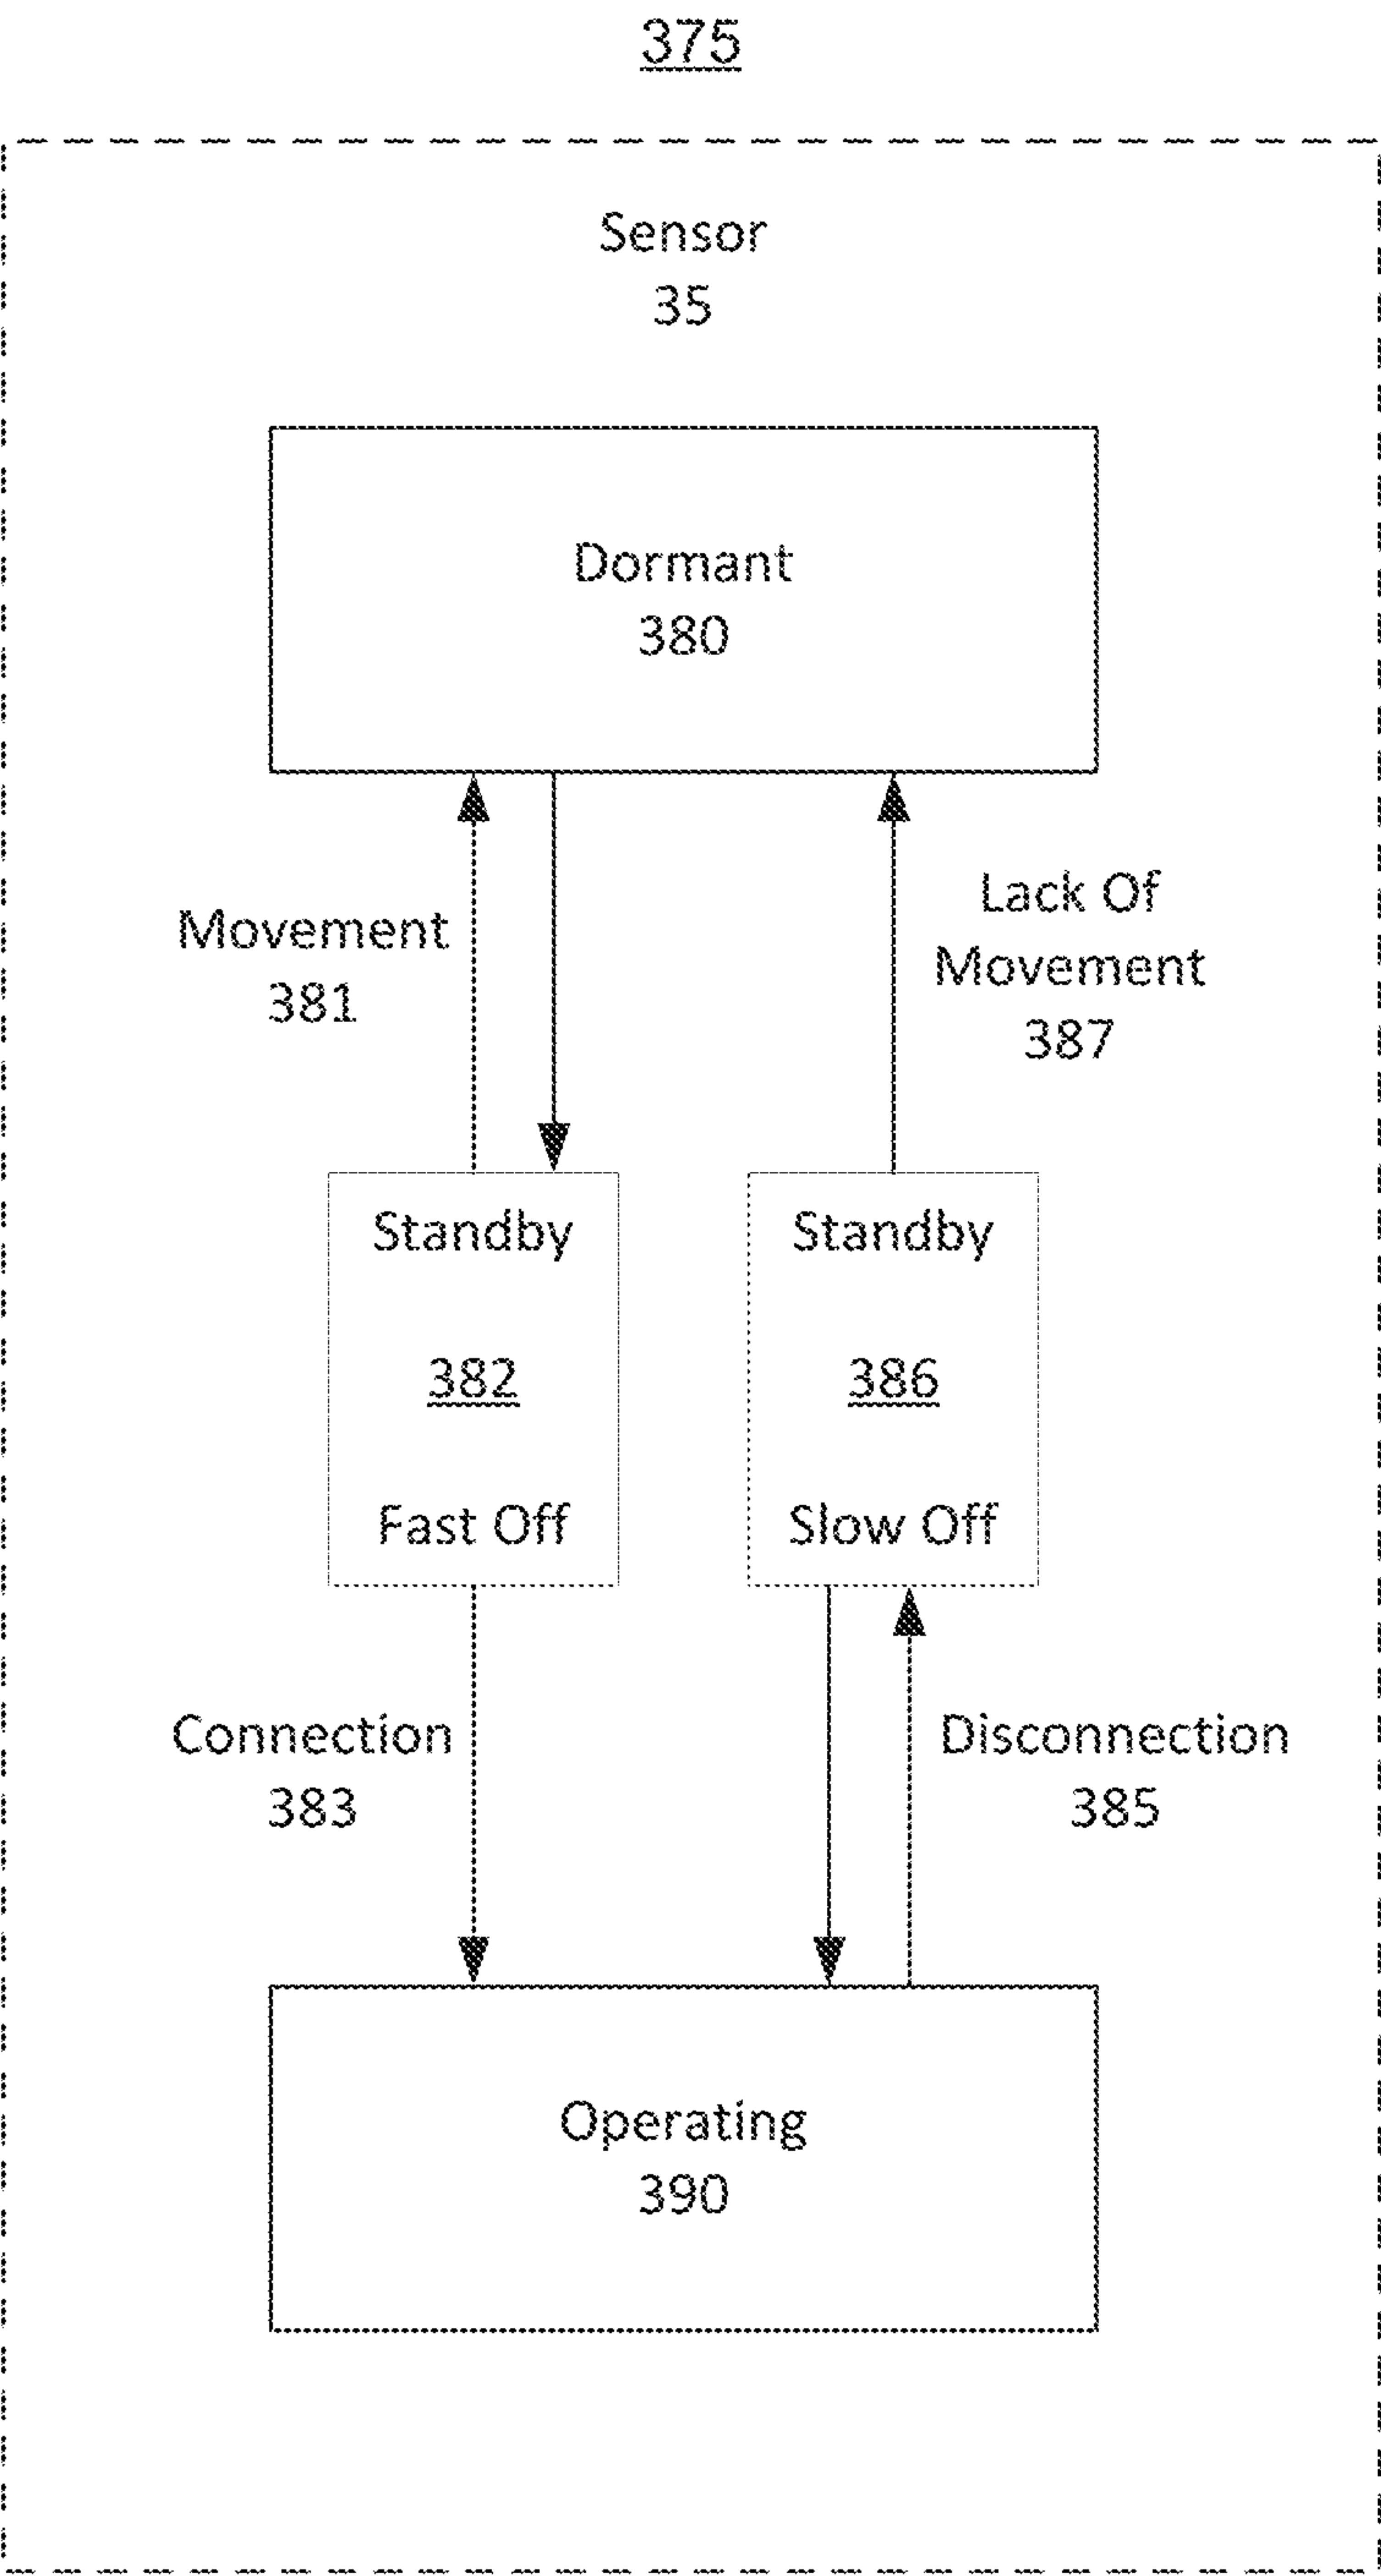 375
Sensor
35
Dormant
380
Movement
381
Lack Of
Movement
387
Standby
382
Fast Off
Standby
386
Slow Off
Connection
383
Disconnection
385
Operating
390